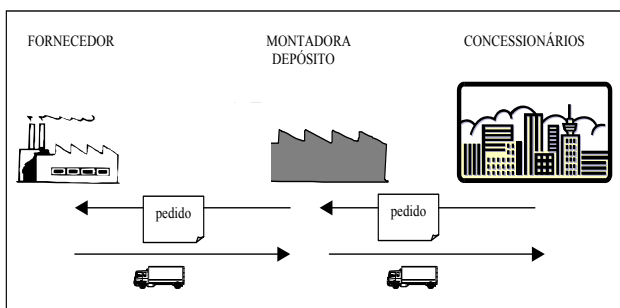 FORNECEDOR
MONTADORA
DEPÓSITO
CONCESSIONÁRIOS
pedido
pedido